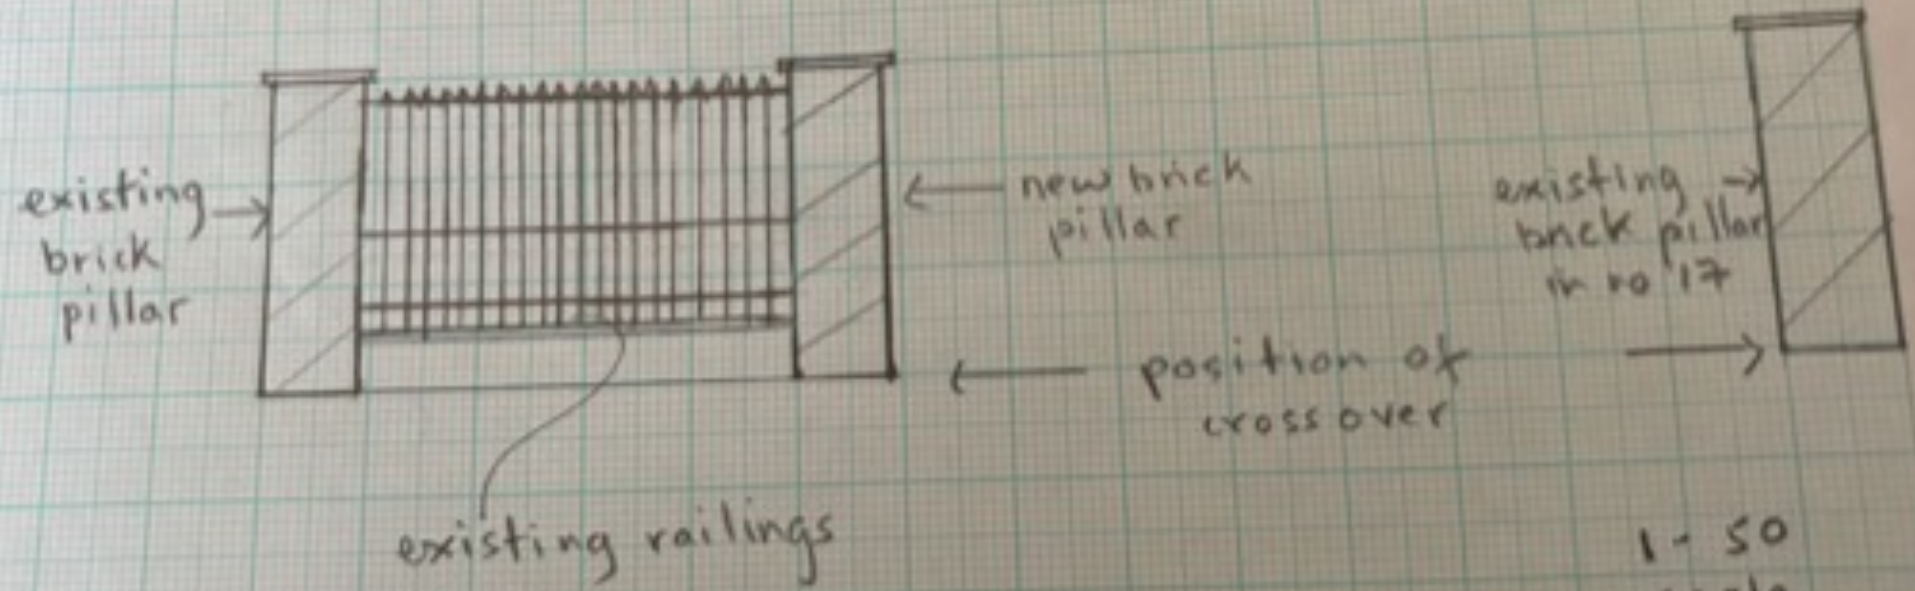 existing
brick
pillar
new brick
pillar
existing
brick pillar
in no 17
position of
crossover
existing railings
1-50
scale